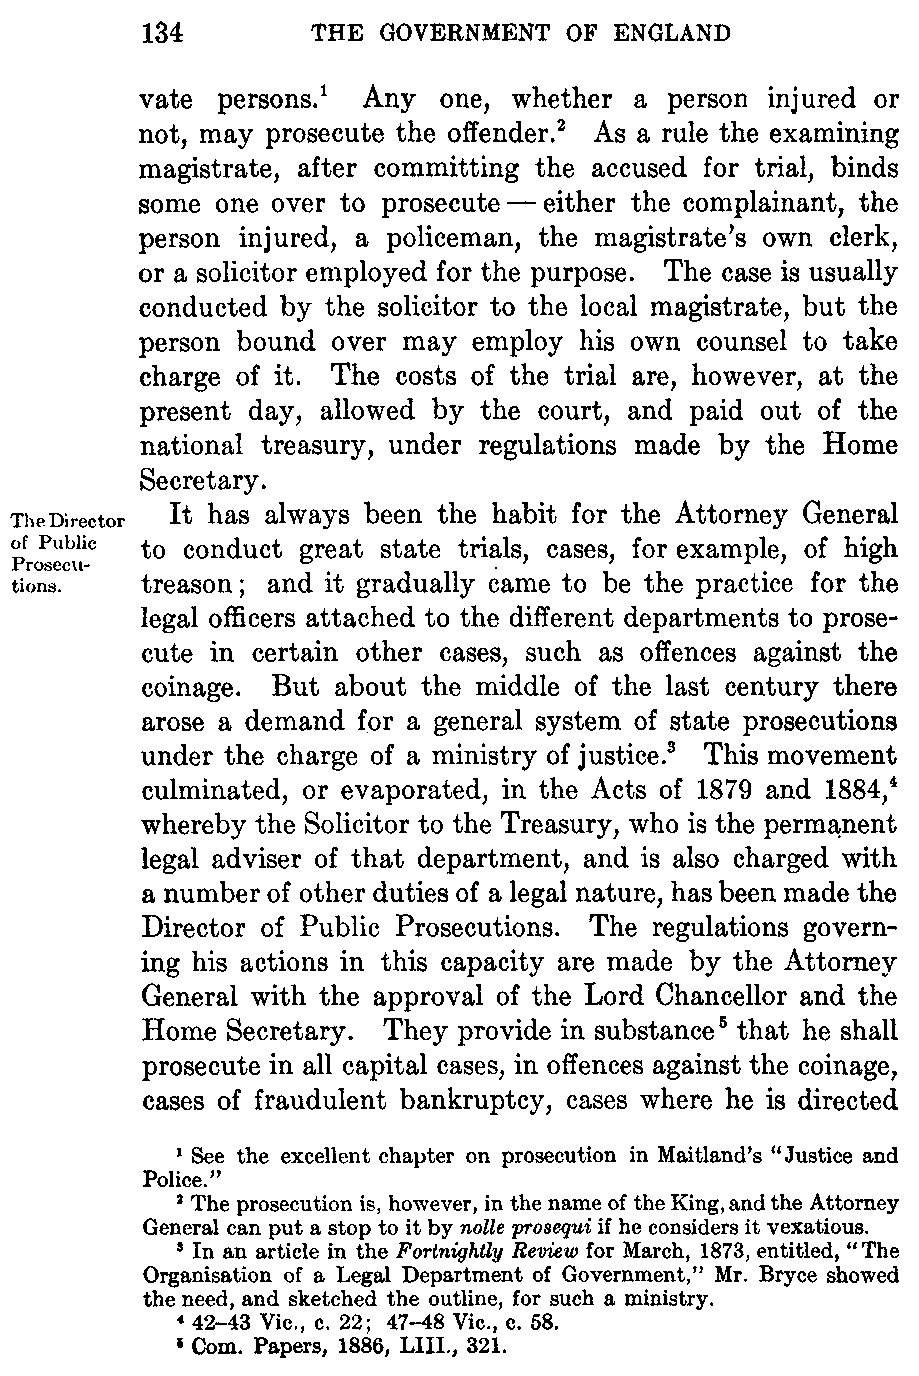 134 THE GOVERNMENT OF ENGLAND
vate persons.¹ Any one, whether a person injured or
not, may prosecute the offender.² As a rule the examining
magistrate, after committing the accused for trial, binds
some one over to prosecute — either the complainant, the
person injured, a policeman, the magistrate's own clerk,
or a solicitor employed for the purpose. The case is usually
conducted by the solicitor to the local magistrate, but the
person bound over may employ his own counsel to take
charge of it. The costs of the trial are, however, at the
present day, allowed by the court, and paid out of the
national treasury, under regulations made by the Home
Secretary.
The Director
of Public
Prosecu-
tions.
It has always been the habit for the Attorney General
to conduct great state trials, cases, for example, of high
treason; and it gradually came to be the practice for the
legal officers attached to the different departments to prose-
cute in certain other cases, such as offences against the
coinage. But about the middle of the last century there
arose a demand for a general system of state prosecutions
under the charge of a ministry of justice.³ This movement
culminated, or evaporated, in the Acts of 1879 and 1884,⁴
whereby the Solicitor to the Treasury, who is the permanent
legal adviser of that department, and is also charged with
a number of other duties of a legal nature, has been made the
Director of Public Prosecutions. The regulations govern-
ing his actions in this capacity are made by the Attorney
General with the approval of the Lord Chancellor and the
Home Secretary. They provide in substance⁵ that he shall
prosecute in all capital cases, in offences against the coinage,
cases of fraudulent bankruptcy, cases where he is directed
¹ See the excellent chapter on prosecution in Maitland's "Justice and
Police."
² The prosecution is, however, in the name of the King, and the Attorney
General can put a stop to it by nolle prosequi if he considers it vexatious.
³ In an article in the Fortnightly Review for March, 1873, entitled, "The
Organisation of a Legal Department of Government," Mr. Bryce showed
the need, and sketched the outline, for such a ministry.
⁴ 42–43 Vic., c. 22; 47–48 Vic., c. 58.
⁵ Com. Papers, 1886, LIII., 321.